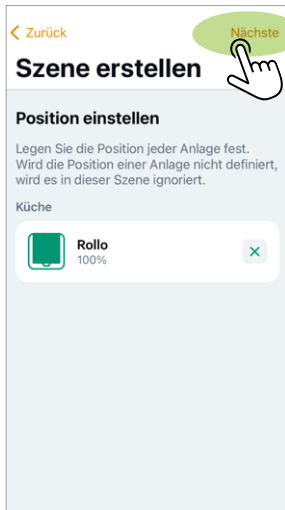 Zurück
Nächste
Szene erstellen
Position einstellen
Legen Sie die Position jeder Anlage fest.
Wird die Position einer Anlage nicht definiert,
wird es in dieser Szene ignoriert.
Küche
Rollo
100%